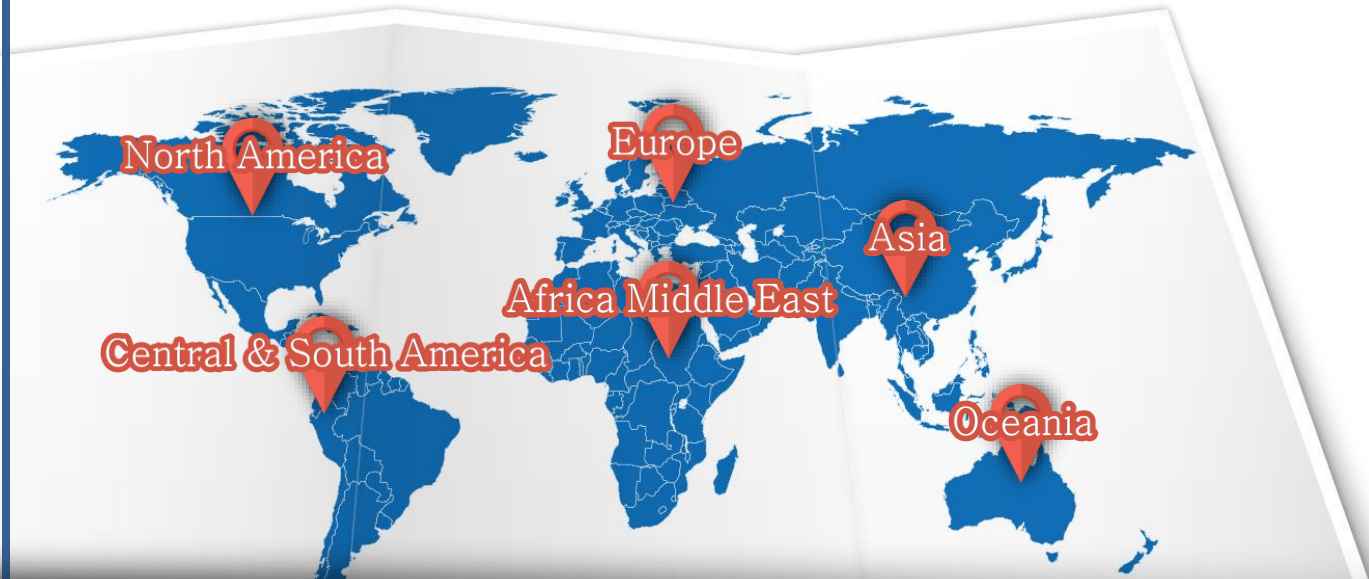 North America
Europe
Asia
Africa Middle East
Central & South America
Oceania